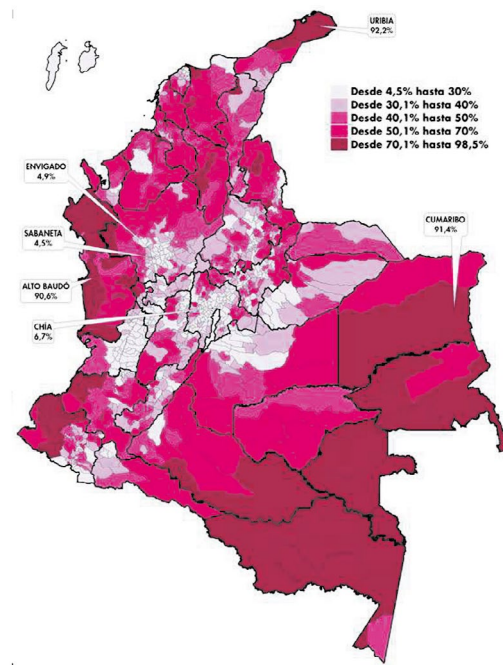 URIBIA
92,2%
Desde 4,5% hasta 30%
Desde 30,1% hasta 40%
Desde 40,1% hasta 50%
Desde 50,1% hasta 70%
Desde 70,1% hasta 98,5%
ENVIGADO
4,9%
SABANETA
4,5%
CUMARIBO
91,4%
ALTO BAUDÓ
90,6%
CHÍA
6,7%